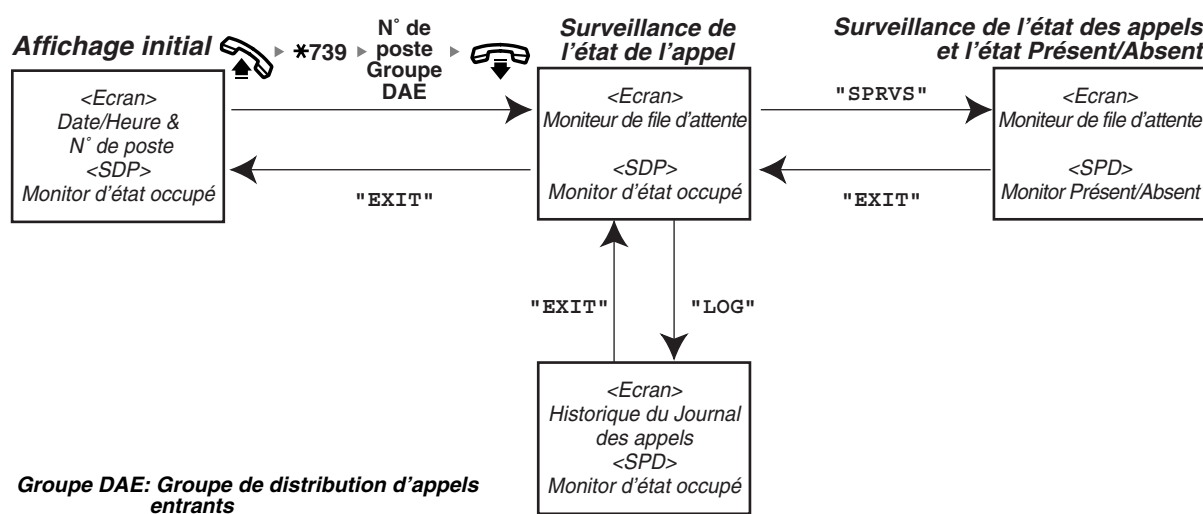 Affichage initial
✱739
N° de
poste
Groupe
DAE
Surveillance de
l'état de l'appel
Surveillance de l'état des appels
et l'état Présent/Absent
<Ecran>
Date/Heure &
N° de poste
<SDP>
Monitor d'état occupé
"EXIT"
<Ecran>
Moniteur de file d'attente
<SDP>
Monitor d'état occupé
"SPRVS"
"EXIT"
<Ecran>
Moniteur de file d'attente
<SPD>
Monitor Présent/Absent
"EXIT"
"LOG"
<Ecran>
Historique du Journal
des appels
<SPD>
Monitor d'état occupé
Groupe DAE: Groupe de distribution d'appels
entrants